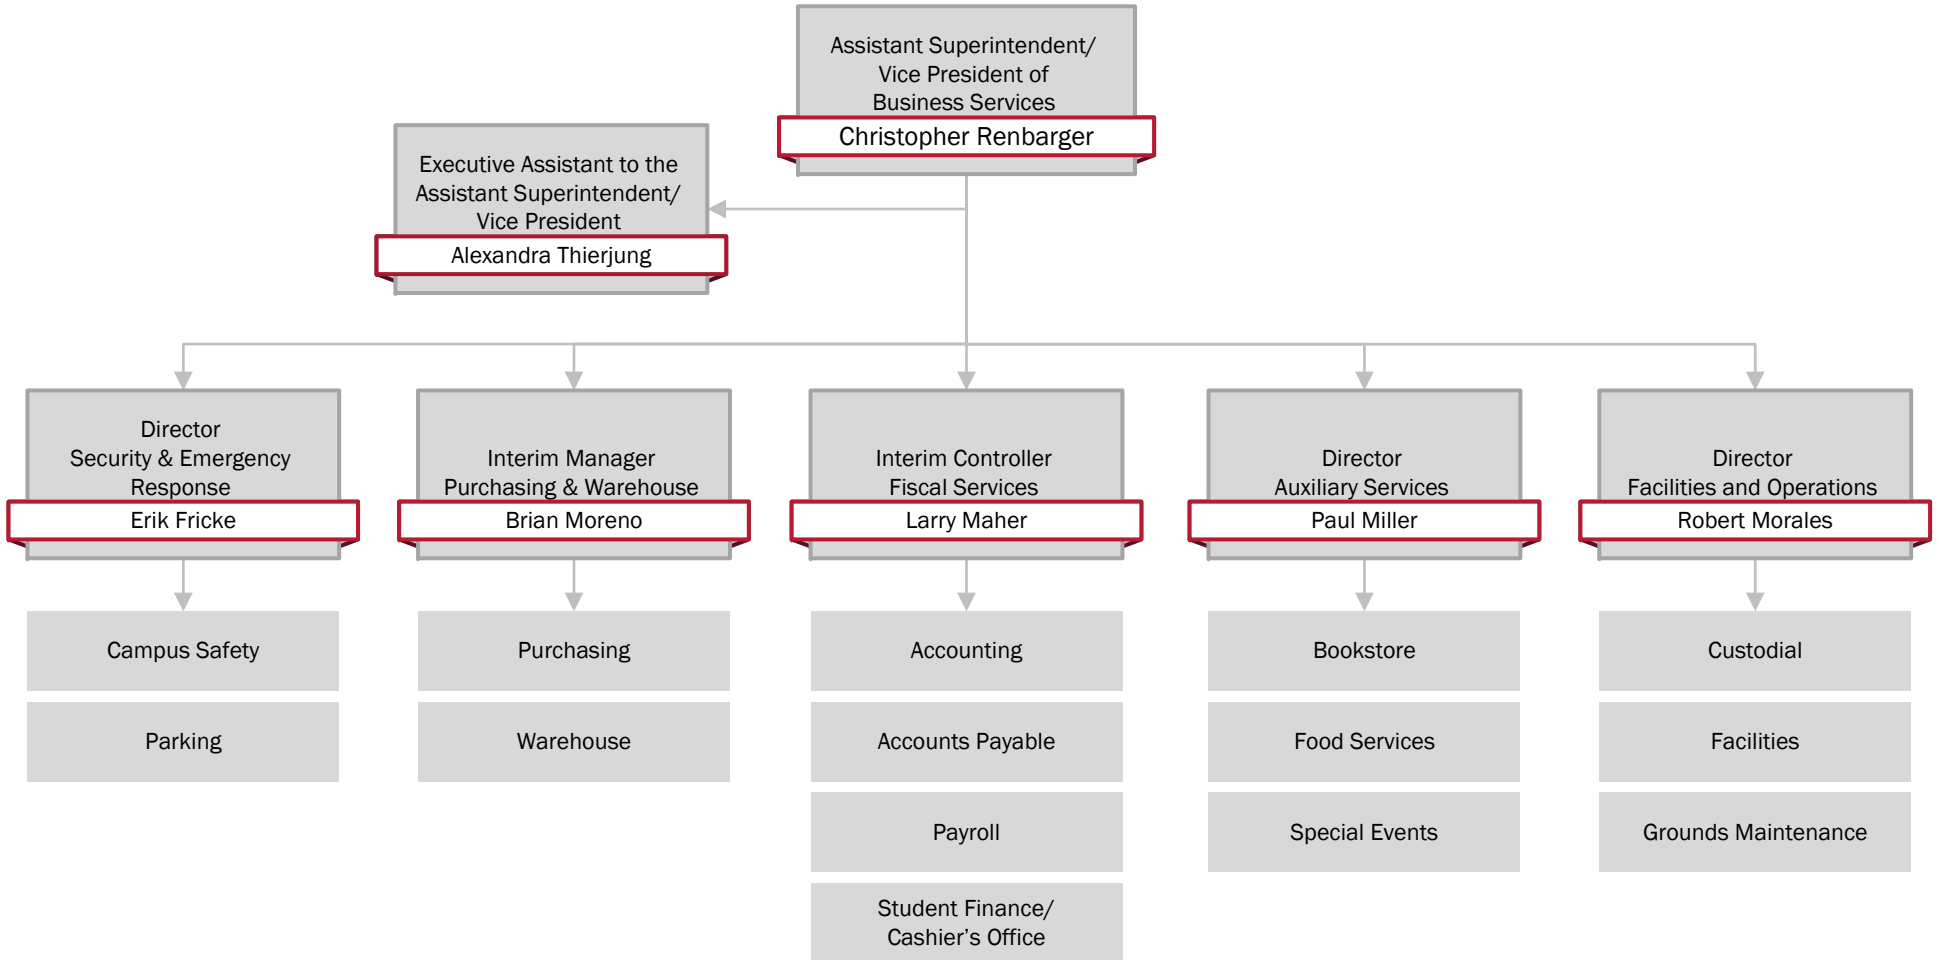 Assistant Superintendent/
Vice President of
Business Services
Christopher Renbarger
Executive Assistant to the
Assistant Superintendent/
Vice President
Alexandra Thierjung
Director
Security & Emergency
Response
Erik Fricke
Interim Manager
Purchasing & Warehouse
Brian Moreno
Interim Controller
Fiscal Services
Larry Maher
Director
Auxiliary Services
Paul Miller
Director
Facilities and Operations
Robert Morales
Campus Safety
Parking
Purchasing
Warehouse
Accounting
Accounts Payable
Payroll
Student Finance/
Cashier’s Office
Bookstore
Food Services
Special Events
Custodial
Facilities
Grounds Maintenance